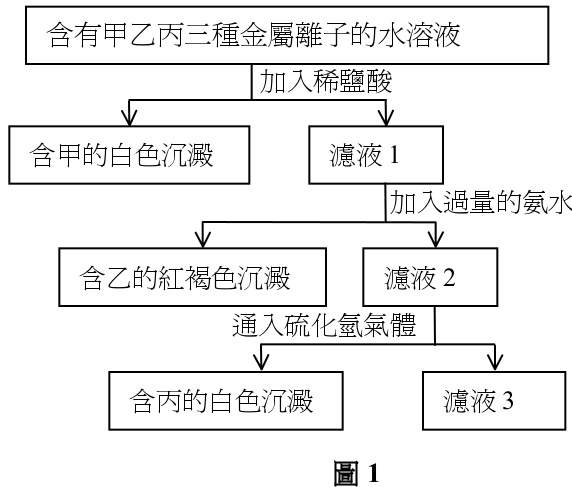 含有甲乙丙三種金屬離子的水溶液
加入稀鹽酸
含甲的白色沉澱
濾液 1
加入過量的氨水
含乙的紅褐色沉澱
濾液 2
通入硫化氫氣體
含丙的白色沉澱
濾液 3
圖 1